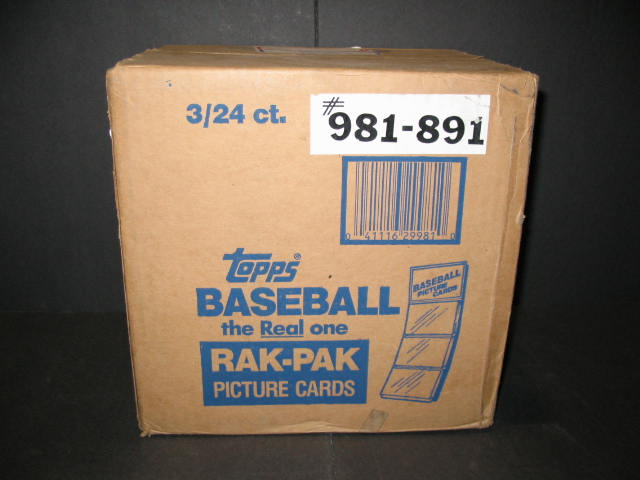 3/24 ct.
#981-891
0 41116 29981 0
TOPPS®
BASEBALL
the Real one
RAK-PAK
PICTURE CARDS
BASEBALL
PICTURE
CARDS